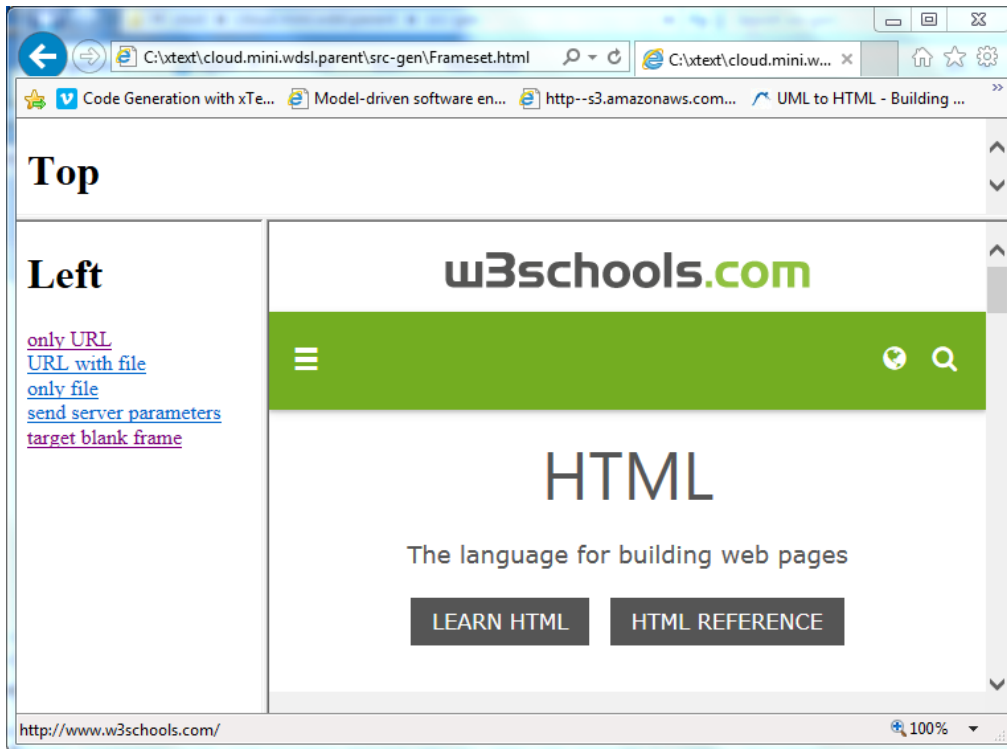 C:\xtext\cloud.mini.wdsl.parent\src-gen\Frameset.html
C:\xtext\cloud.mini.w...
Code Generation with xTe... Model-driven software en... http--s3.amazonaws.com... UML to HTML - Building ... »
Top
Left
only URL
URL with file
only file
send server parameters
target blank frame
w3schools.com
HTML
The language for building web pages
LEARN HTML HTML REFERENCE
http://www.w3schools.com/ 100%